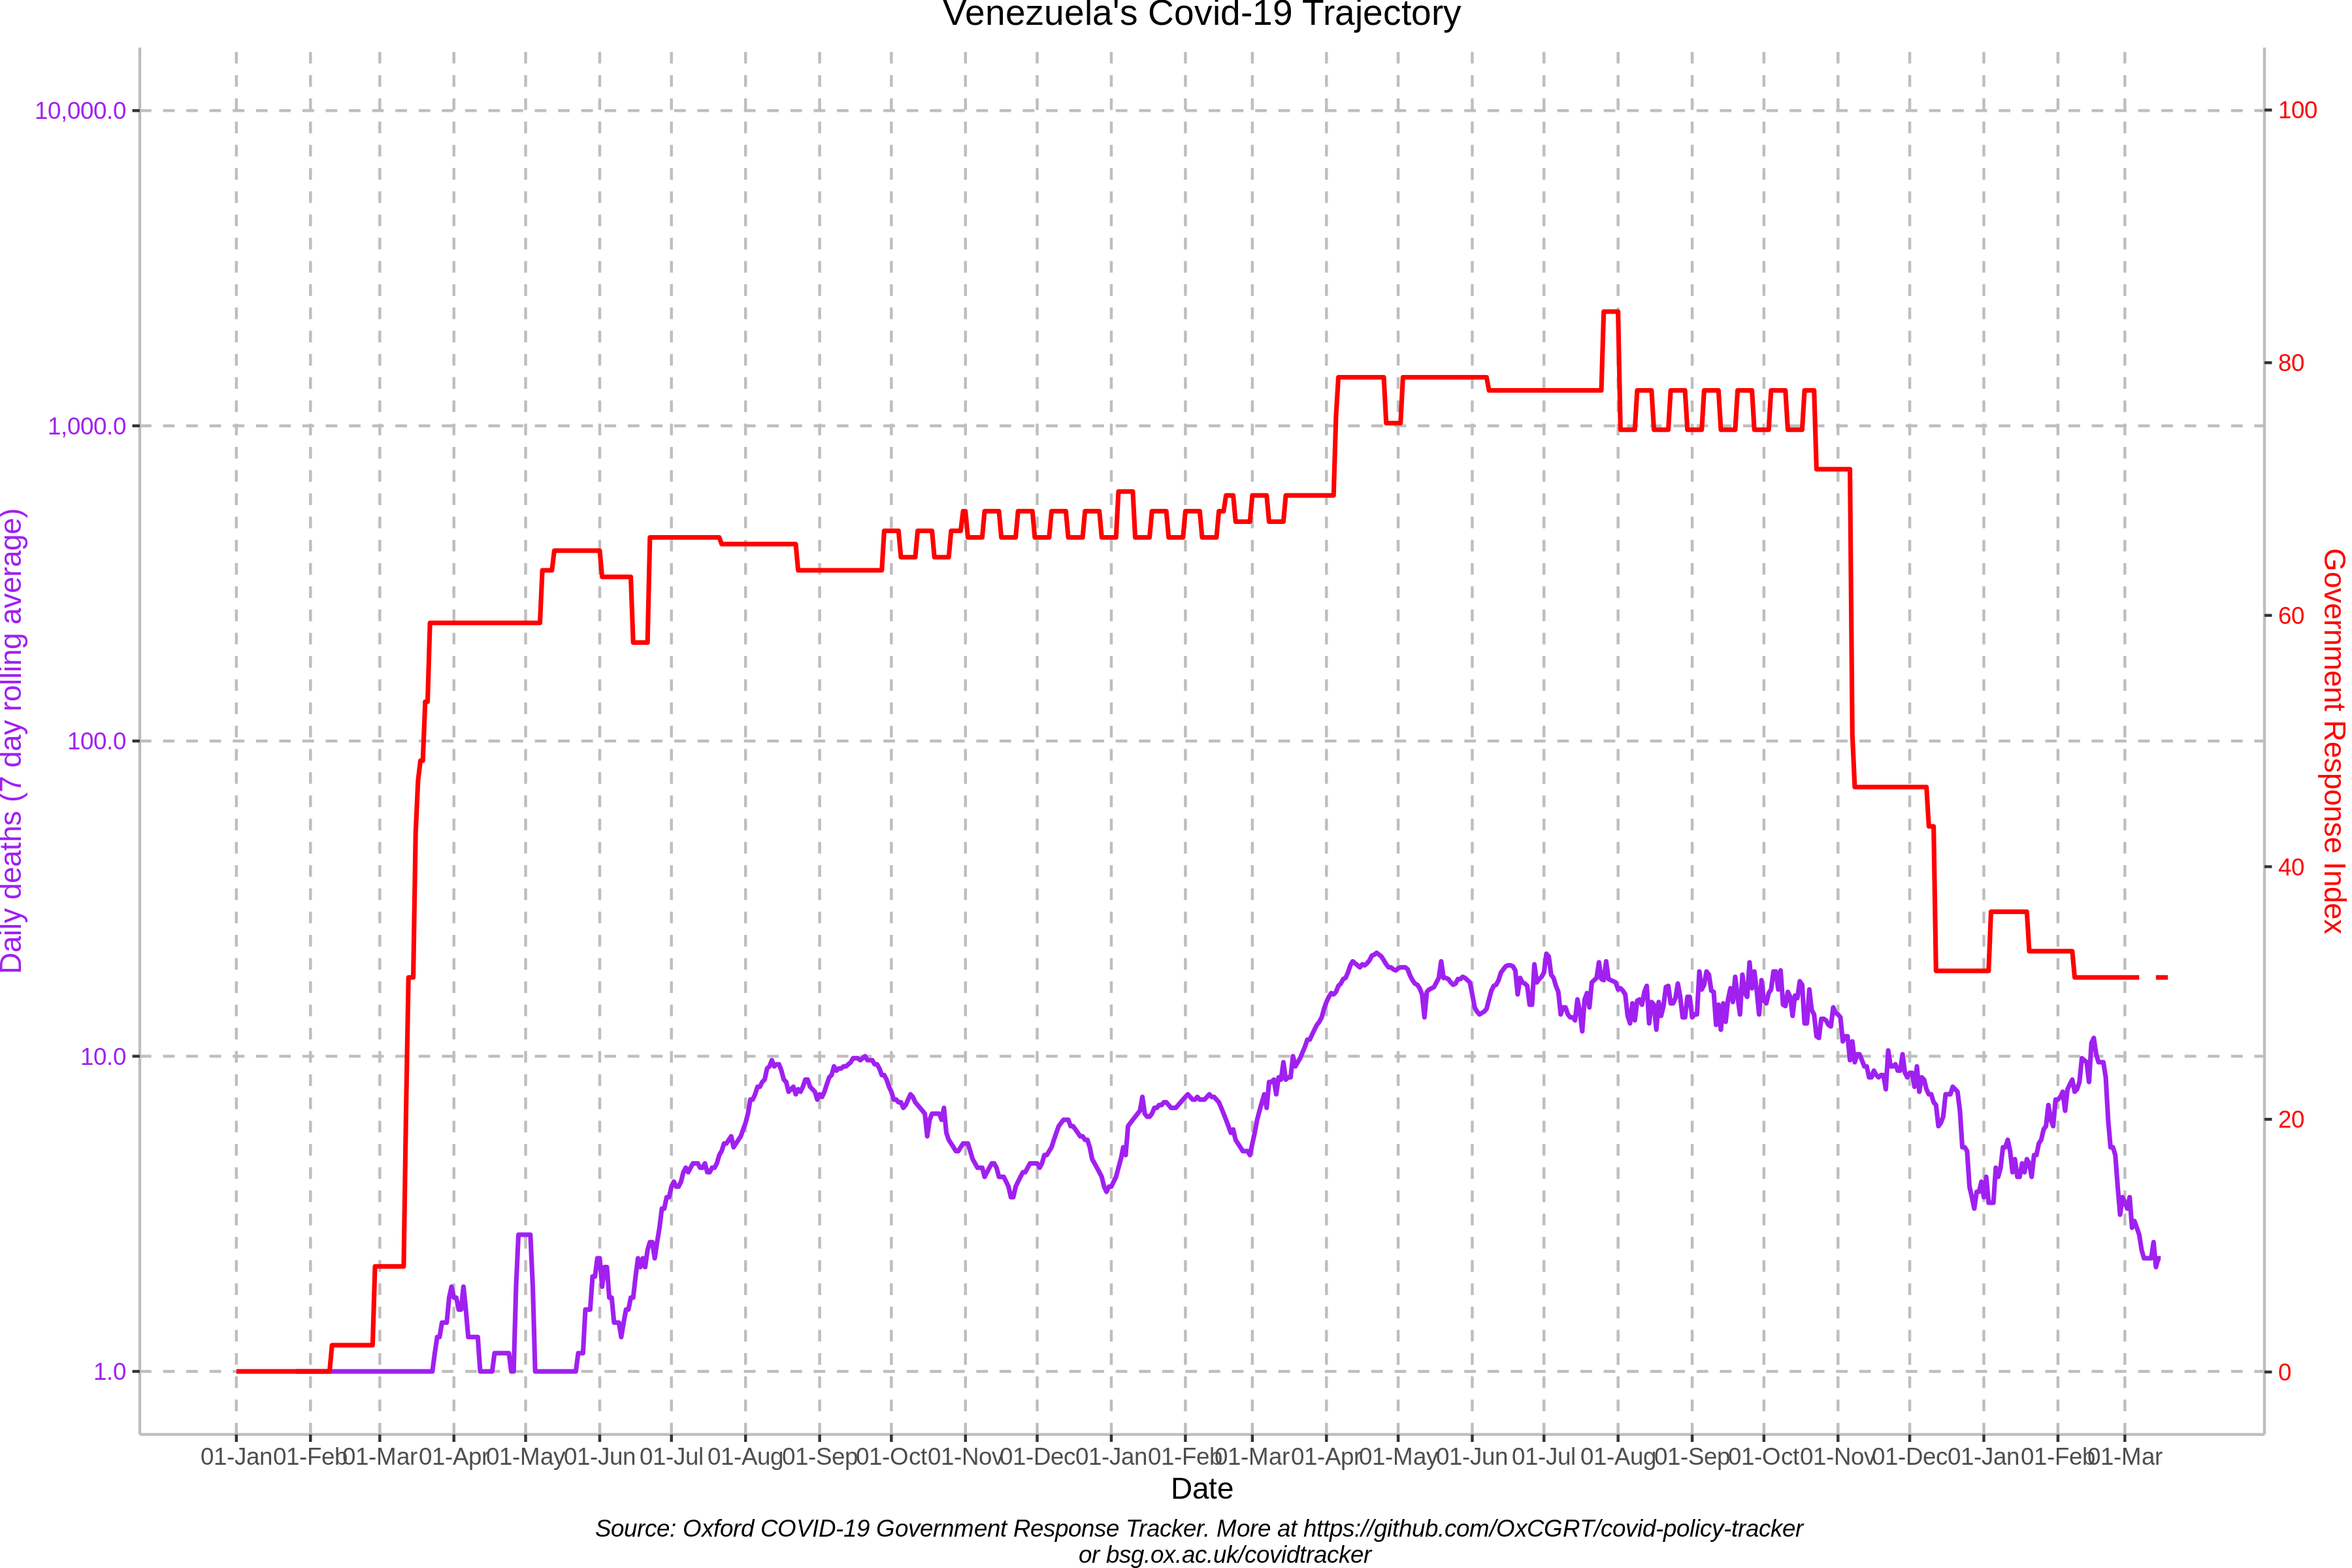 Venezuela's Covid-19 Trajectory
Daily deaths (7 day rolling average)
10,000.0
1,000.0
100.0
10.0
1.0
100
80
60
40
20
0
Government Response Index
01-Jan 01-Feb 01-Mar 01-Apr 01-May 01-Jun 01-Jul 01-Aug 01-Sep 01-Oct 01-Nov 01-Dec 01-Jan 01-Feb 01-Mar 01-Apr 01-May 01-Jun 01-Jul 01-Aug 01-Sep 01-Oct 01-Nov 01-Dec 01-Jan 01-Feb 01-Mar
Date
Source: Oxford COVID-19 Government Response Tracker. More at https://github.com/OxCGRT/covid-policy-tracker
or bsg.ox.ac.uk/covidtracker